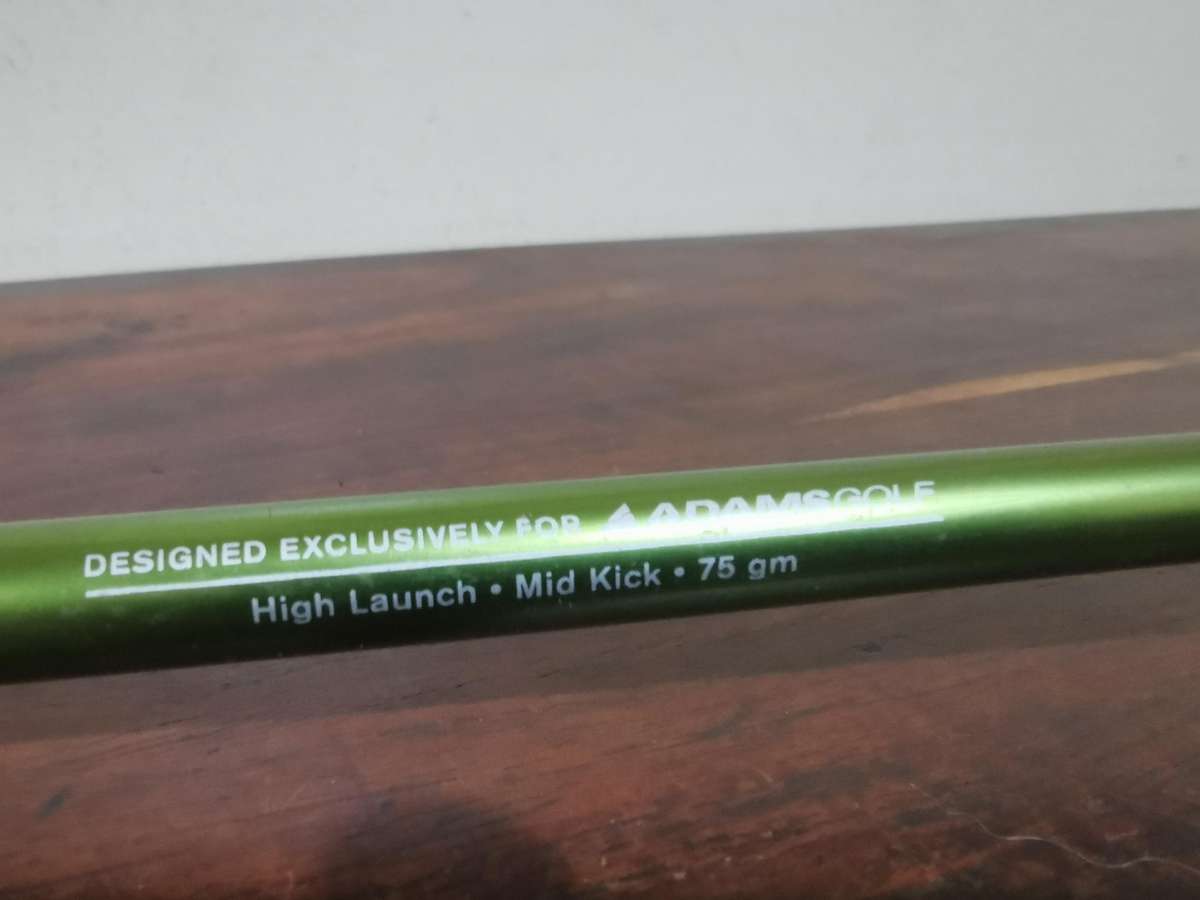 DESIGNED EXCLUSIVELY FOR ADAMSGOLF
High Launch • Mid Kick • 75 gm